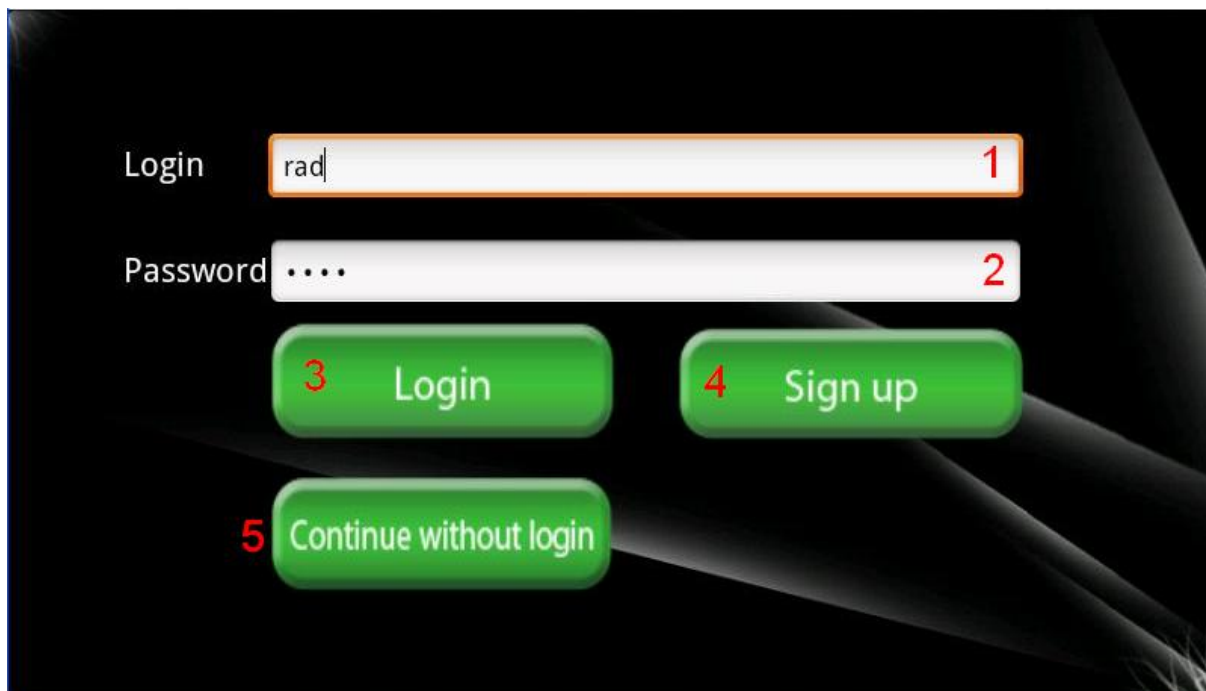 Login rad 1
Password •••• 2
3 Login 4 Sign up
5 Continue without login